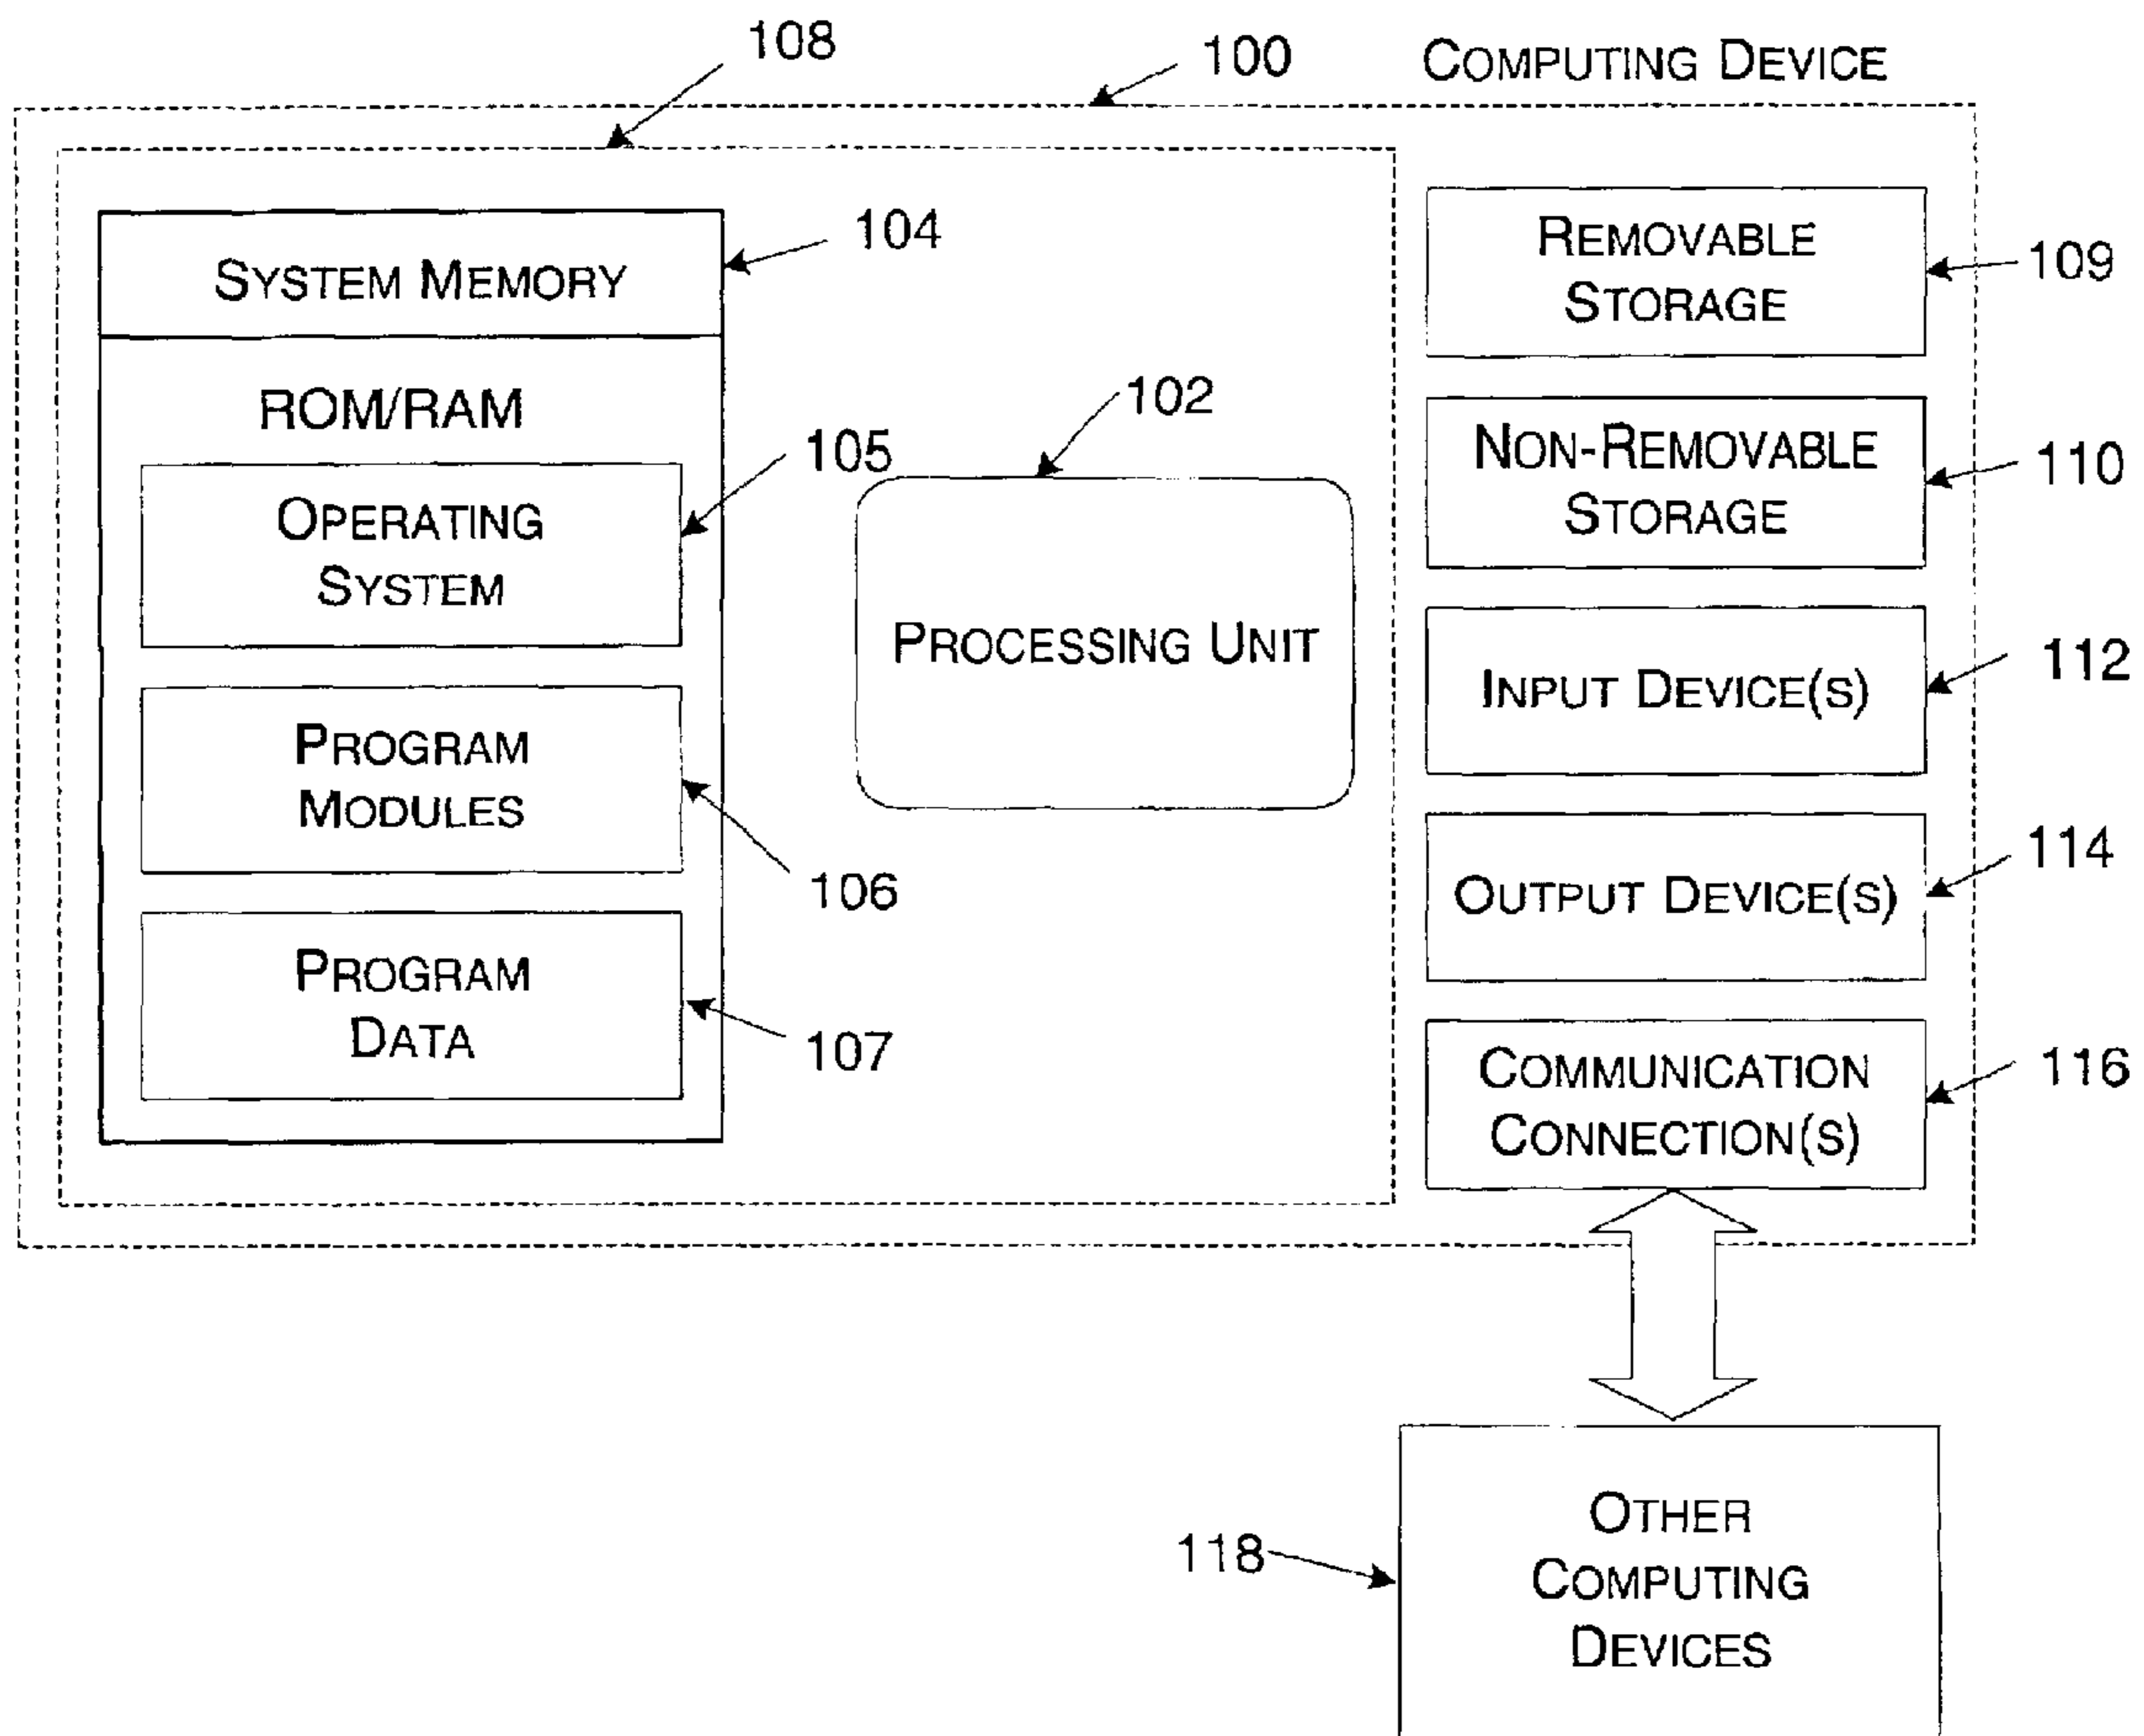 108
100
COMPUTING DEVICE
SYSTEM MEMORY
104
ROM/RAM
OPERATING
SYSTEM
105
PROGRAM
MODULES
106
PROGRAM
DATA
107
102
PROCESSING UNIT
REMOVABLE
STORAGE
109
NON-REMOVABLE
STORAGE
110
INPUT DEVICE(S)
112
OUTPUT DEVICE(S)
114
COMMUNICATION
CONNECTION(S)
116
118
OTHER
COMPUTING
DEVICES